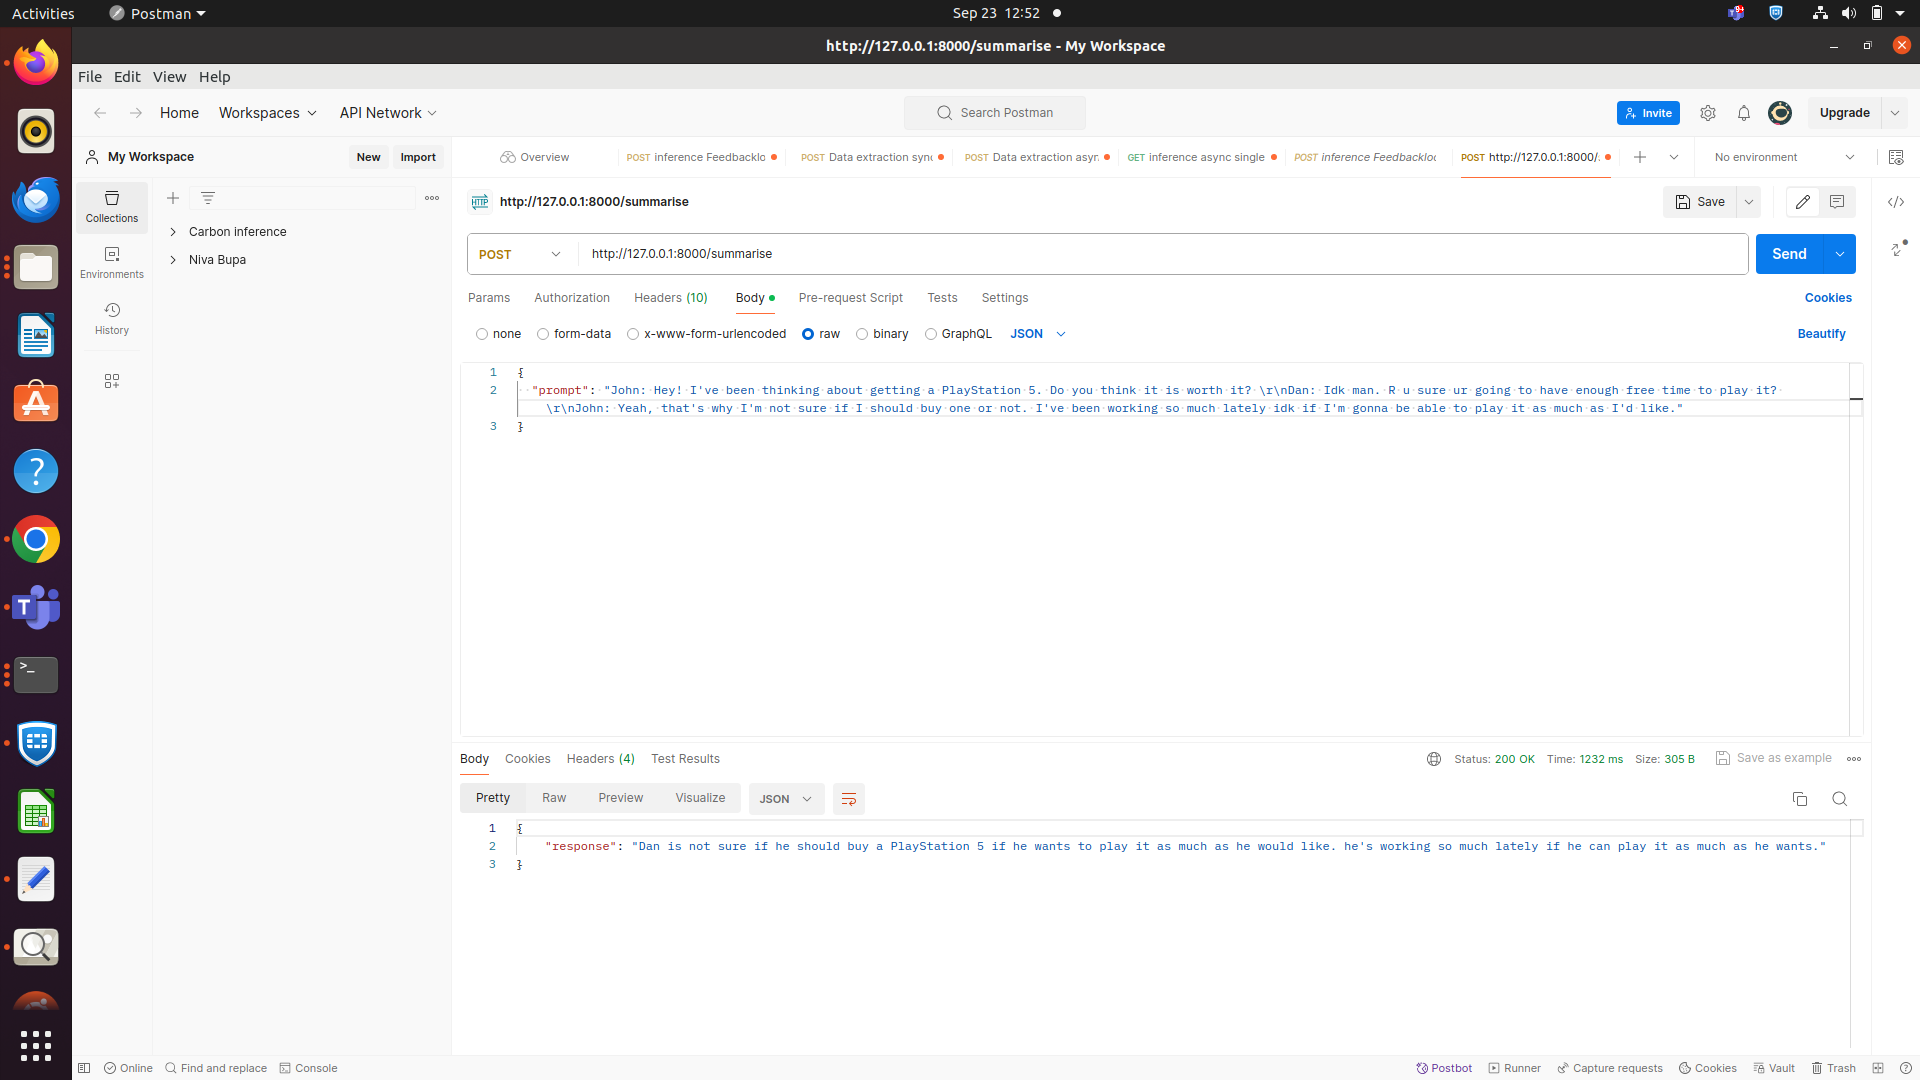 Activities Postman Sep 23 12:52
http://127.0.0.1:8000/summarise - My Workspace
File Edit View Help
Home Workspaces API Network Search Postman Invite Upgrade
My Workspace New Import
Overview POST inference Feedbacklo POST Data extraction sync POST Data extraction asyn GET inference async single POST inference Feedbackloo POST http://127.0.0.1:8000/ No environment
Collections
Environments
History
Carbon inference
Niva Bupa
HTTP http://127.0.0.1:8000/summarise Save
POST http://127.0.0.1:8000/summarise Send
Params Authorization Headers (10) Body Pre-request Script Tests Settings Cookies
none form-data x-www-form-urlencoded raw binary GraphQL JSON Beautify
1 {
2 "prompt": "John: Hey! I've been thinking about getting a PlayStation 5. Do you think it is worth it? \r\nDan: Idk man. R u sure ur going to have enough free time to play it?
\r\nJohn: Yeah, that's why I'm not sure if I should buy one or not. I've been working so much lately idk if I'm gonna be able to play it as much as I'd like."
3 }
Body Cookies Headers (4) Test Results Status: 200 OK Time: 1232 ms Size: 305 B Save as example
Pretty Raw Preview Visualize JSON
1 {
2 "response": "Dan is not sure if he should buy a PlayStation 5 if he wants to play it as much as he would like. he's working so much lately if he can play it as much as he wants."
3 }
Online Find and replace Console Postbot Runner Capture requests Cookies Vault Trash